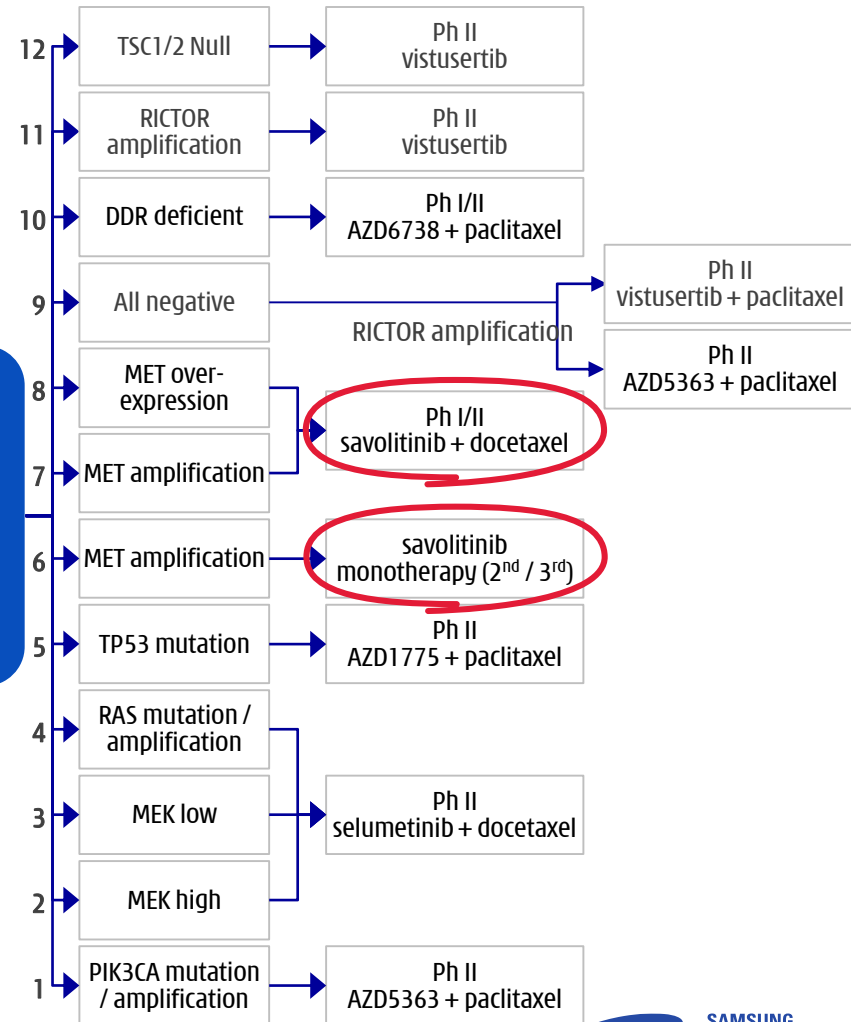 12
TSC1/2 Null
Ph II
vistusertib
11
RICTOR
amplification
Ph II
vistusertib
10
DDR deficient
Ph I/II
AZD6738 + paclitaxel
9
All negative
RICTOR amplification
Ph II
vistusertib + paclitaxel
Ph II
AZD5363 + paclitaxel
8
MET over-
expression
7
MET amplification
Ph I/II
savolitinib + docetaxel
6
MET amplification
savolitinib
monotherapy (2nd / 3rd)
5
TP53 mutation
Ph II
AZD1775 + paclitaxel
4
RAS mutation /
amplification
3
MEK low
2
MEK high
Ph II
selumetinib + docetaxel
1
PIK3CA mutation
/ amplification
Ph II
AZD5363 + paclitaxel
SAMSUNG